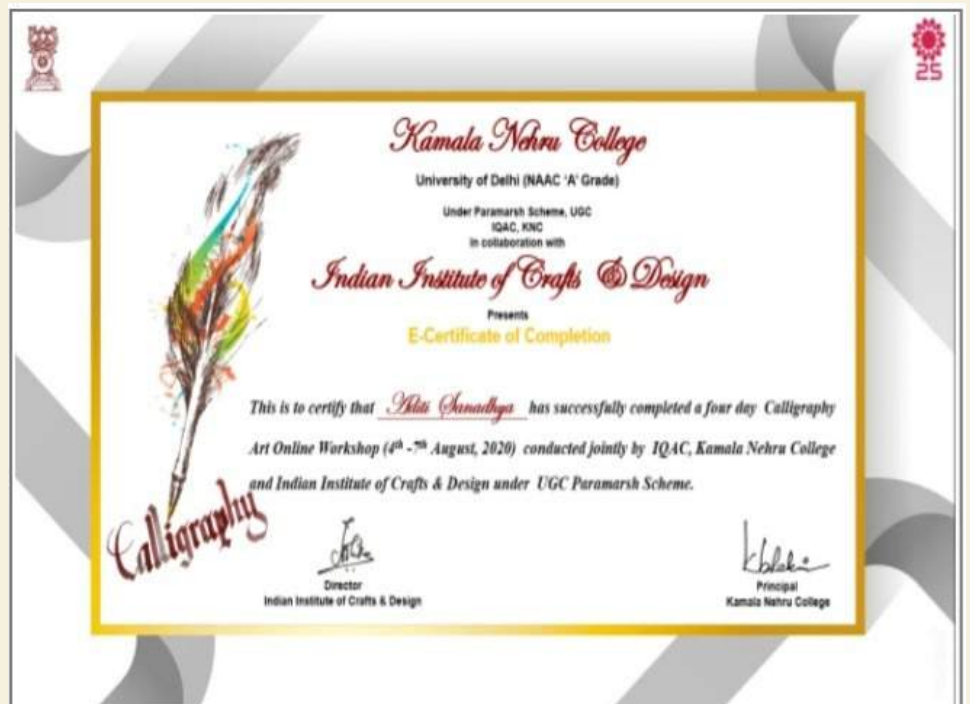 25
Kamala Nehru College
University of Delhi (NAAC 'A' Grade)
Under Paramarsh Scheme, UGC
IQAC, KNC
in collaboration with
Indian Institute of Crafts & Design
Presents
E-Certificate of Completion
This is to certify that Aditi Sanadhya has successfully completed a four day Calligraphy
Art Online Workshop (4th -7th August, 2020) conducted jointly by IQAC, Kamala Nehru College
and Indian Institute of Crafts & Design under UGC Paramarsh Scheme.
Calligraphy
Director
Indian Institute of Crafts & Design
Principal
Kamala Nehru College